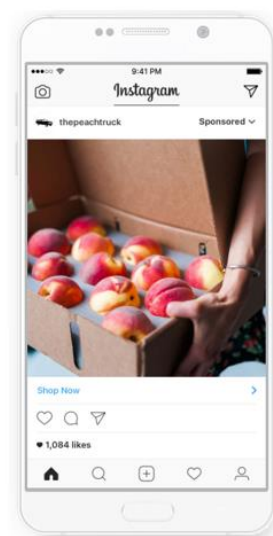 9:41 PM
Instagram
thepeachtruck Sponsored
Shop Now
1,084 likes